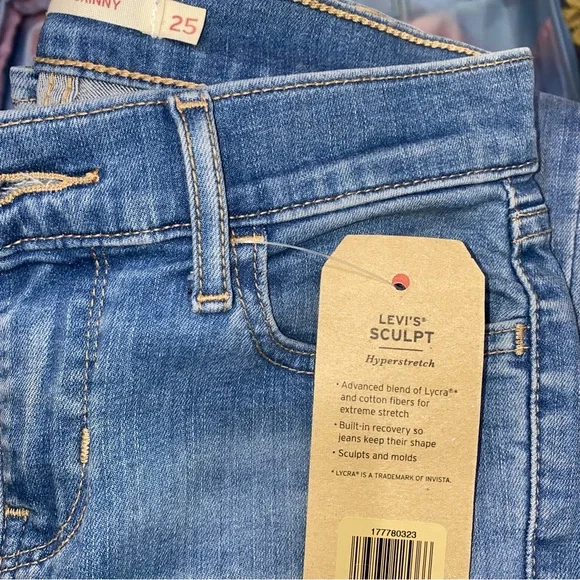 SKINNY
25
LEVI'S®
SCULPT
Hyperstretch
• Advanced blend of Lycra®*
and cotton fibers for
extreme stretch
• Built-in recovery so
jeans keep their shape
• Sculpts and molds
*LYCRA® IS A TRADEMARK OF INVISTA.
177780323